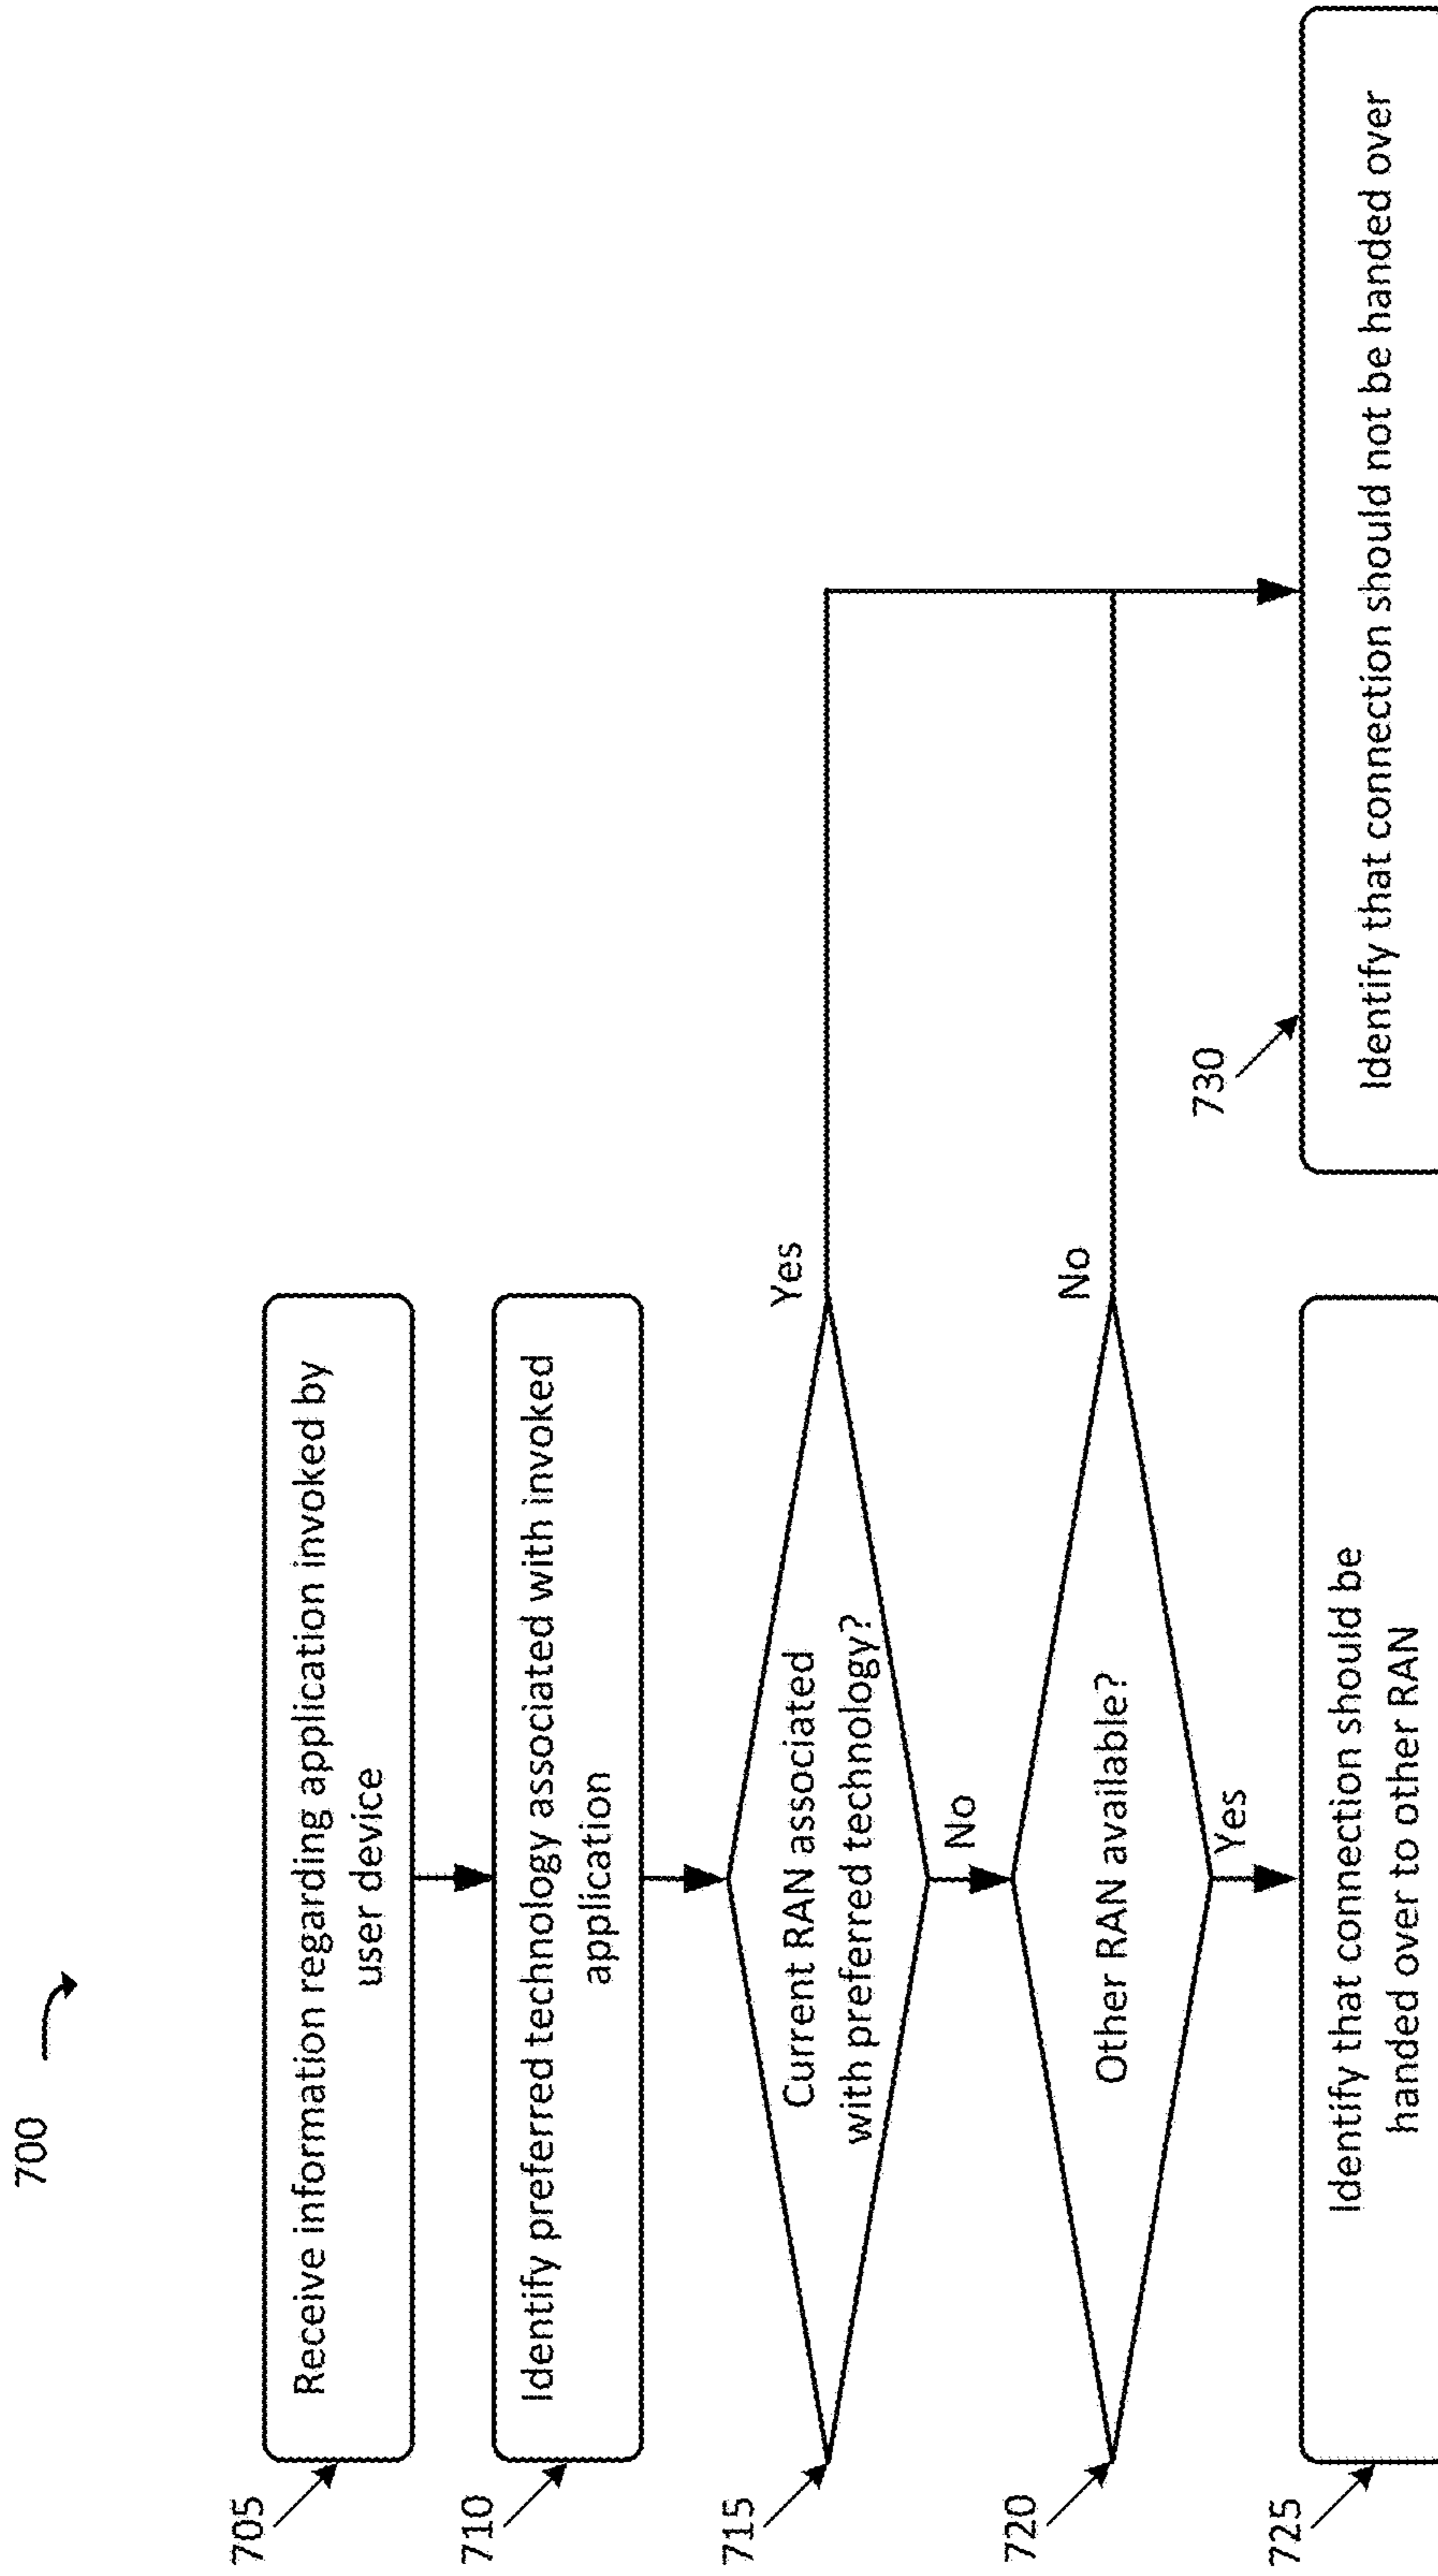 700
705
Receive information regarding application invoked by
user device
710
Identify preferred technology associated with invoked
application
715
Current RAN associated
with preferred technology?
Yes
No
720
Other RAN available?
No
Yes
725
Identify that connection should be
handed over to other RAN
730
Identify that connection should not be handed over